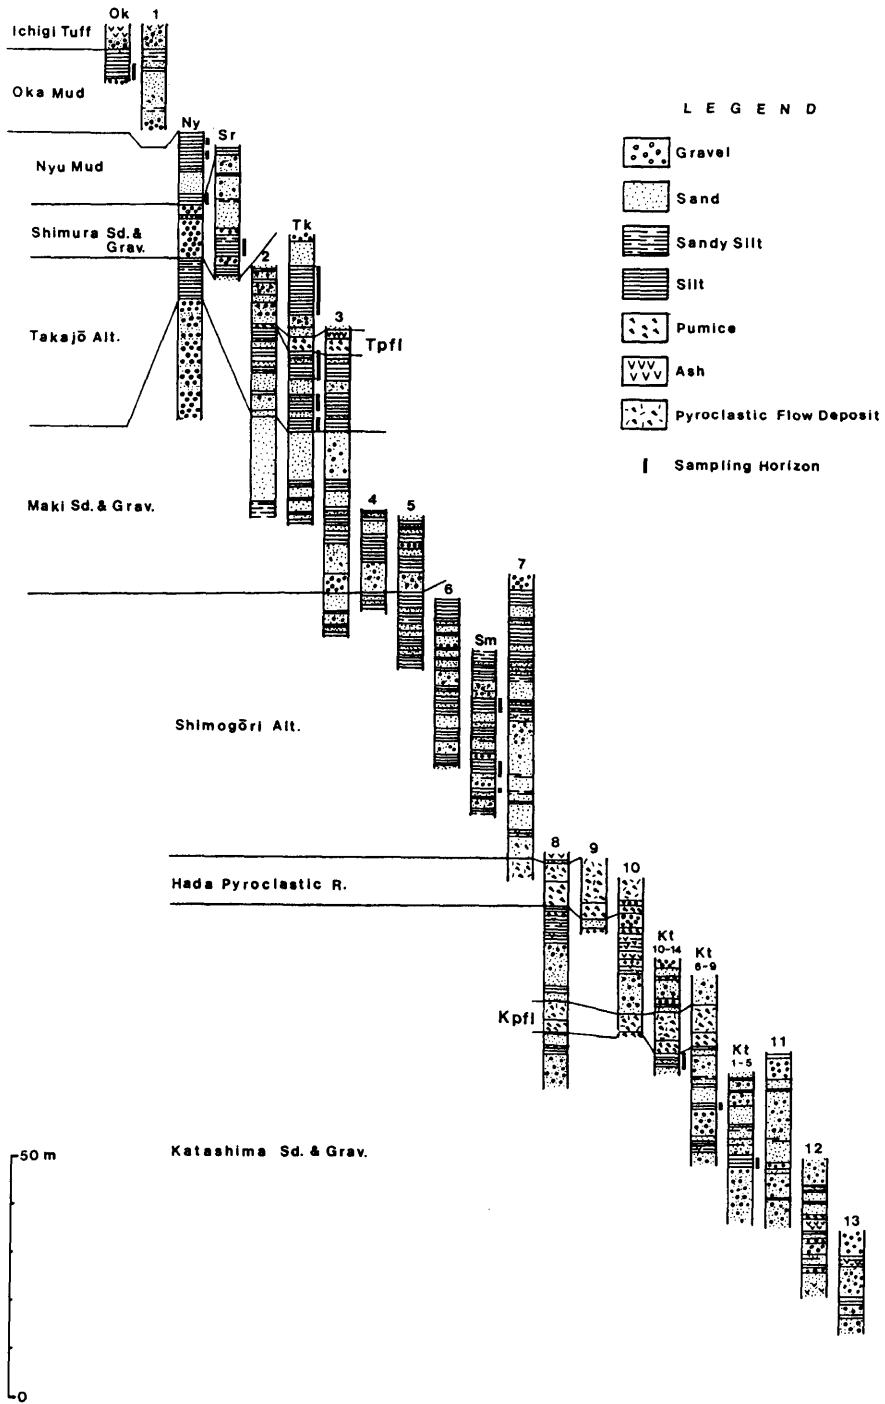 Ok 1
Ichigi Tuff
Oka Mud
Ny
Sr
Nyu Mud
Shimura Sd. &
Grav.
Tk
2
3
Takajō Alt.
Tpfl
Maki Sd. & Grav.
4 5
6
7
Sm
Shimogōri Alt.
8 9
10
Hada Pyroclastic R.
Kt
10-14
Kt
6-9
Kpfl
Kt
1-5
11
Katashima Sd. & Grav.
12
13
50 m
0
LEGEND
Gravel
Sand
Sandy Silt
Silt
Pumice
Ash
Pyroclastic Flow Deposit
Sampling Horizon